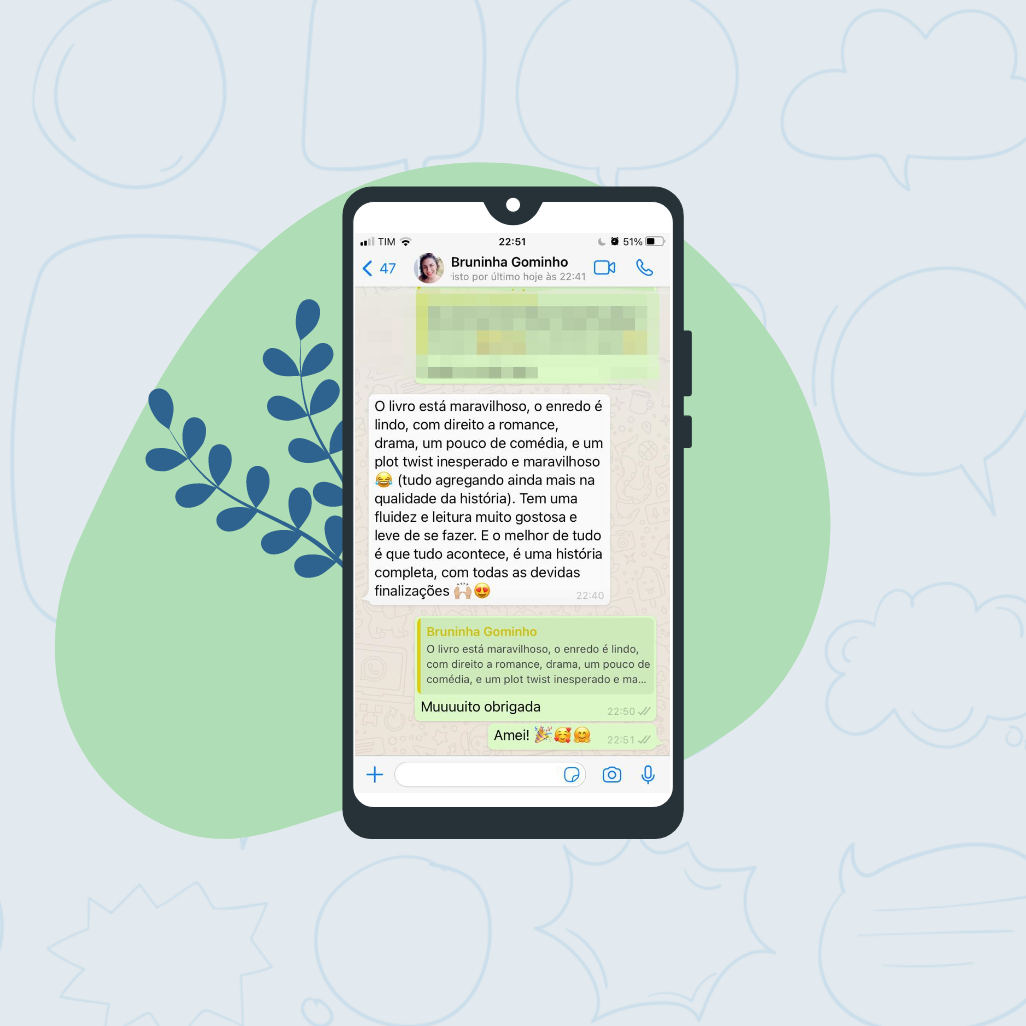 TIM 22:51 51%
47 Bruninha Gominho
isto por último hoje às 22:41
O livro está maravilhoso, o enredo é
lindo, com direito a romance,
drama, um pouco de comédia, e um
plot twist inesperado e maravilhoso
😂 (tudo agregando ainda mais na
qualidade da história). Tem uma
fluidez e leitura muito gostosa e
leve de se fazer. E o melhor de tudo
é que tudo acontece, é uma história
completa, com todas as devidas
finalizações 🙌🏼😍 22:40
Bruninha Gominho
O livro está maravilhoso, o enredo é lindo,
com direito a romance, drama, um pouco de
comédia, e um plot twist inesperado e ma...
Muuuuito obrigada 22:50
Amei! 🎉🥰🤗 22:51